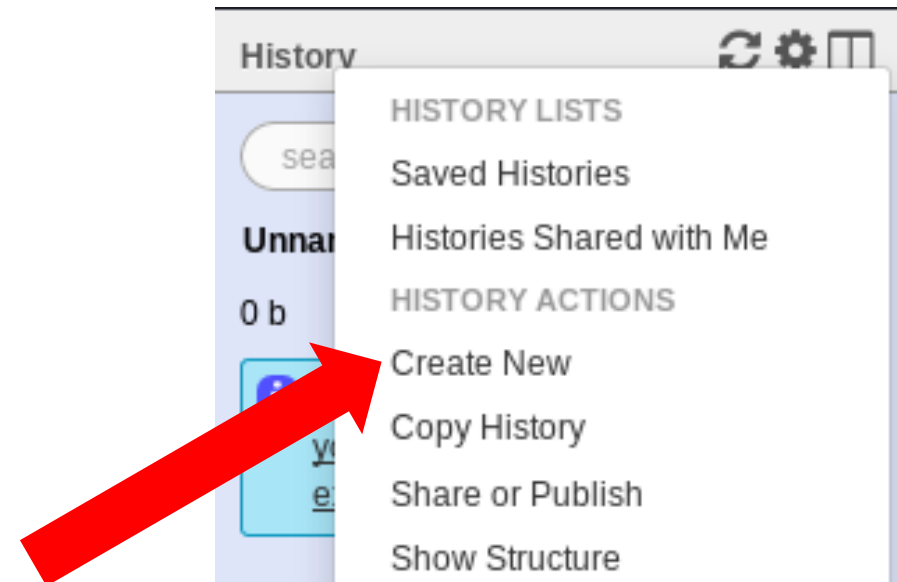 History
HISTORY LISTS
Saved Histories
Histories Shared with Me
0 b
HISTORY ACTIONS
Create New
Copy History
Share or Publish
Show Structure